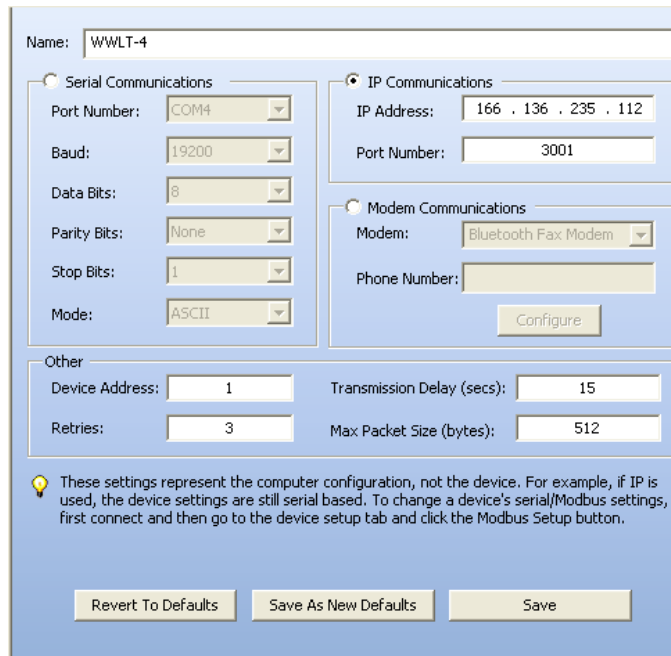 Name: WWLT-4
Serial Communications
Port Number: COM4
Baud: 19200
Data Bits: 8
Parity Bits: None
Stop Bits: 1
Mode: ASCII
IP Communications
IP Address: 166 . 136 . 235 . 112
Port Number: 3001
Modem Communications
Modem: Bluetooth Fax Modem
Phone Number:
Configure
Other
Device Address: 1 Transmission Delay (secs): 15
Retries: 3 Max Packet Size (bytes): 512
These settings represent the computer configuration, not the device. For example, if IP is
used, the device settings are still serial based. To change a device's serial/Modbus settings,
first connect and then go to the device setup tab and click the Modbus Setup button.
Revert To Defaults Save As New Defaults Save